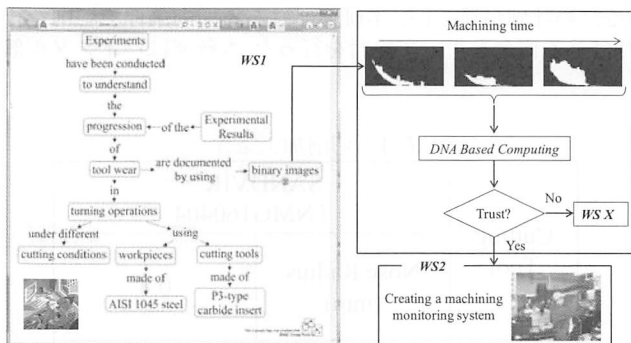 Experiments
WS1
have been conducted
to understand
the
progression
of the
Experimental
Results
of
tool wear
are documented
by using
binary images
in
turning operations
under different
using
cutting conditions
workpieces
cutting tools
made of
made of
AISI 1045 steel
P3-type
carbide insert
Machining time
DNA Based Computing
Trust?
No
WS X
Yes
WS2
Creating a machining
monitoring system